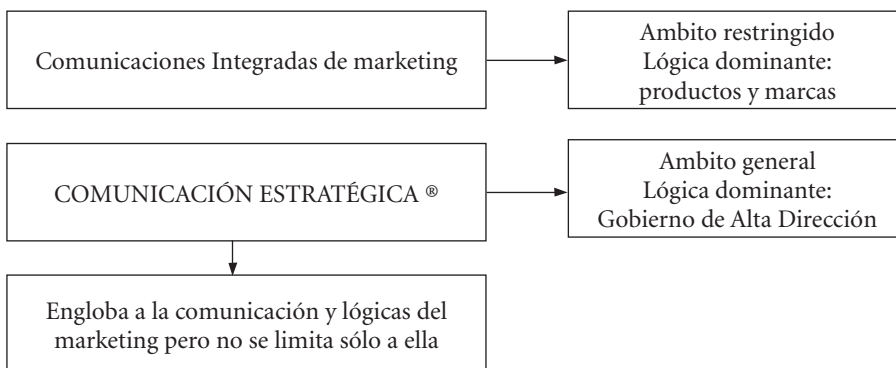 Comunicaciones Integradas de marketing
Ambito restringido
Lógica dominante:
productos y marcas
COMUNICACIÓN ESTRATÉGICA ®
Ambito general
Lógica dominante:
Gobierno de Alta Dirección
Engloba a la comunicación y lógicas del
marketing pero no se limita sólo a ella